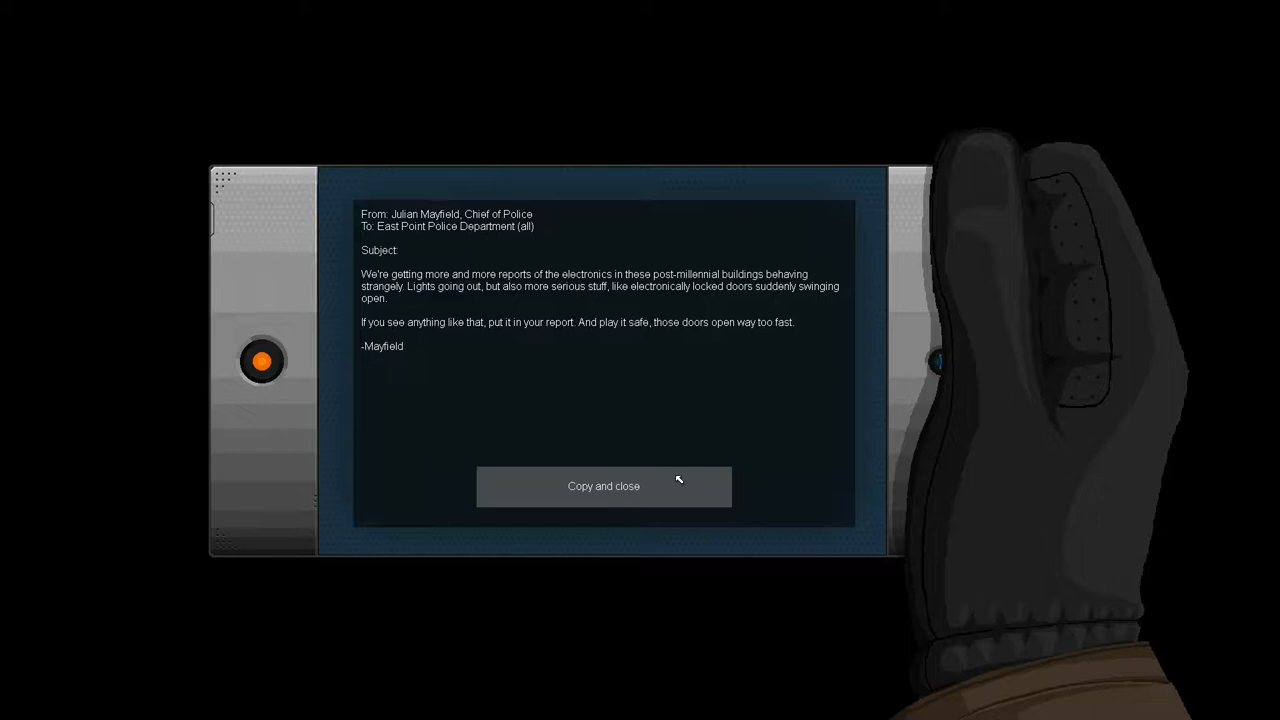 From: Julian Mayfield, Chief of Police
To: East Point Police Department (all)
Subject:
We're getting more and more reports of the electronics in these post-millennial buildings behaving
strangely. Lights going out, but also more serious stuff, like electronically locked doors suddenly swinging
open.
If you see anything like that, put it in your report. And play it safe, those doors open way too fast.
-Mayfield
Copy and close